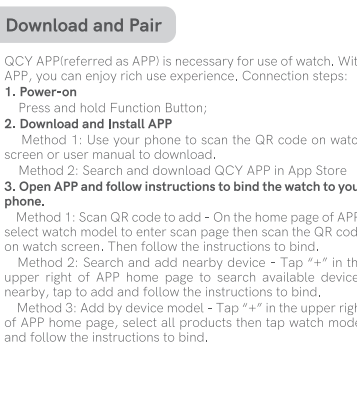 Download and Pair
QCY APP(referred as APP) is necessary for use of watch. Wit
APP, you can enjoy rich use experience. Connection steps:
1. Power-on
Press and hold Function Button;
2. Download and Install APP
Method 1: Use your phone to scan the QR code on watc
screen or user manual to download.
Method 2: Search and download QCY APP in App Store
3. Open APP and follow instructions to bind the watch to you
phone.
Method 1: Scan QR code to add - On the home page of APP
select watch model to enter scan page then scan the QR cod
on watch screen. Then follow the instructions to bind.
Method 2: Search and add nearby device - Tap "+" in th
upper right of APP home page to search available device
nearby, tap to add and follow the instructions to bind.
Method 3: Add by device model - Tap "+" in the upper righ
of APP home page, select all products then tap watch mode
and follow the instructions to bind.